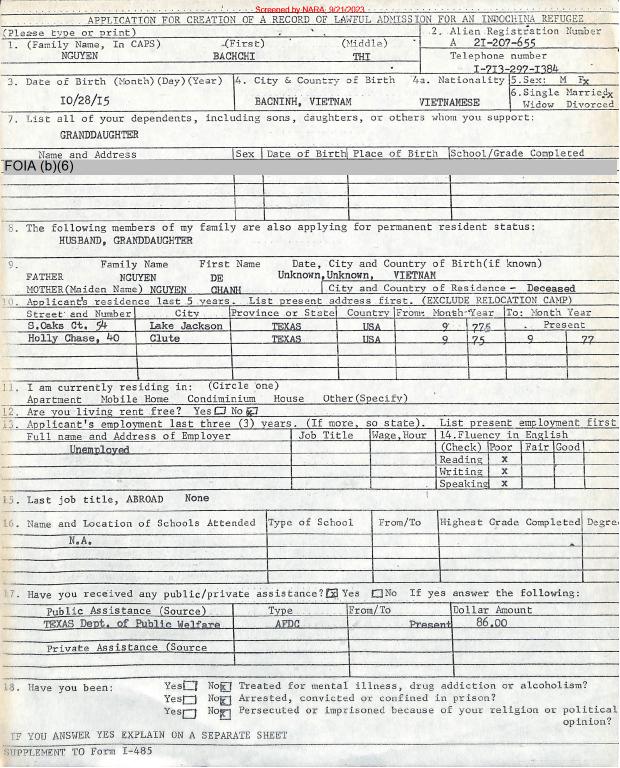 Screened by NARA, 9/21/2023
APPLICATION FOR CREATION OF A RECORD OF LAWFUL ADMISSION FOR AN INDOCHINA REFUGEE
(Please type or print)
1. (Family Name, In CAPS) (First) (Middle)
NGUYEN BACHCHI THI
2. Alien Registration Number
A 2I-207-655
Telephone number
I-7I3-297-I384
3. Date of Birth (Month)(Day)(Year) 4. City & Country of Birth 4a. Nationality 5.Sex: M Fx
I0/28/I5 BACNINH, VIETNAM VIETNAMESE
6.Single Marriedx
Widow Divorced
7. List all of your dependents, including sons, daughters, or others whom you support:
GRANDDAUGHTER
Name and Address Sex Date of Birth Place of Birth School/Grade Completed
FOIA (b)(6)
8. The following members of my family are also applying for permanent resident status:
HUSBAND, GRANDDAUGHTER
9. Family Name First Name Date, City and Country of Birth(if known)
FATHER NGUYEN DE Unknown,Unknown, VIETNAM
MOTHER(Maiden Name) NGUYEN CHANH City and Country of Residence - Deceased
10. Applicant's residence last 5 years. List present address first. (EXCLUDE RELOCATION CAMP)
Street and Number City Province or State Country From: Month Year To: Month Year
S.Oaks Ct. 54 Lake Jackson TEXAS USA 9 Present
Holly Chase, 40 Clute TEXAS USA 9 75 9 77
11. I am currently residing in: (Circle one)
Apartment Mobile Home Condiminium House Other(Specify)
12. Are you living rent free? Yes No x
13. Applicant's employment last three (3) years. (If more, so state). List present employment first
Full name and Address of Employer Job Title Wage,Hour 14.Fluency in English
Unemployed
(Check) Poor Fair Good
Reading x
Writing x
Speaking x
15. Last job title, ABROAD None
16. Name and Location of Schools Attended Type of School From/To Highest Grade Completed Degre
N.A.
17. Have you received any public/private assistance? x Yes No If yes answer the following:
Public Assistance (Source) Type From/To Dollar Amount
TEXAS Dept. of Public Welfare AFDC Present 86.00
Private Assistance (Source
18. Have you been: Yes No x Treated for mental illness, drug addiction or alcoholism?
Yes No x Arrested, convicted or confined in prison?
Yes No x Persecuted or imprisoned because of your religion or political
opinion?
IF YOU ANSWER YES EXPLAIN ON A SEPARATE SHEET
SUPPLEMENT TO Form I-485